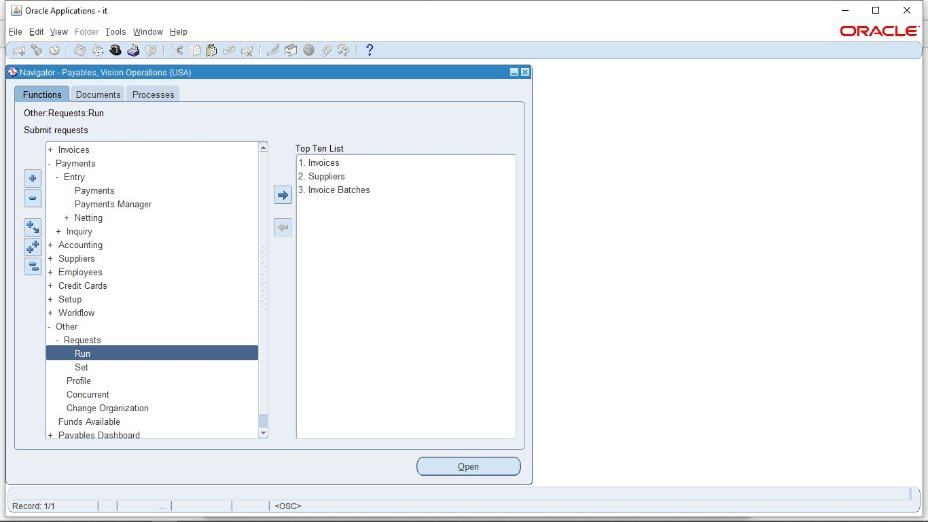 Oracle Applications - it
File Edit View Folder Tools Window Help
ORACLE
Navigator - Payables, Vision Operations (USA)
Functions Documents Processes
Other:Requests:Run
Submit requests
+ Invoices
- Payments
- Entry
Payments
Payments Manager
+ Netting
+ Inquiry
+ Accounting
+ Suppliers
+ Employees
+ Credit Cards
+ Setup
+ Workflow
- Other
- Requests
Run
Set
Profile
Concurrent
Change Organization
Funds Available
+ Payables Dashboard
Top Ten List
1. Invoices
2. Suppliers
3. Invoice Batches
Open
Record: 1/1 ... <OSC>